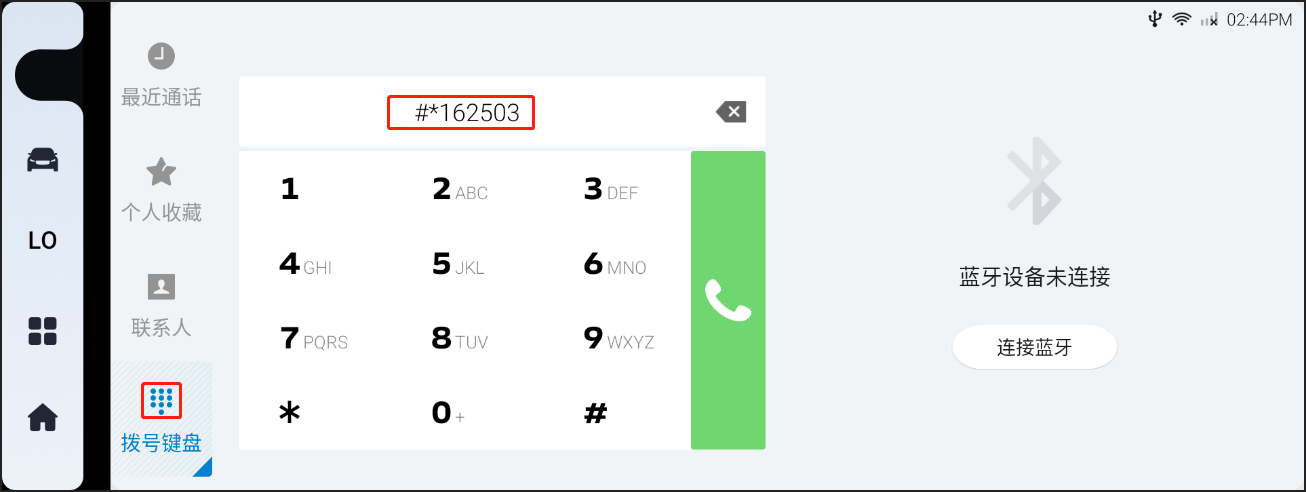 02:44PM
LO
最近通话
个人收藏
联系人
拨号键盘
#*162503
1
2 ABC
3 DEF
4 GHI
5 JKL
6 MNO
7 PQRS
8 TUV
9 WXYZ
*
0 +
#
蓝牙设备未连接
连接蓝牙